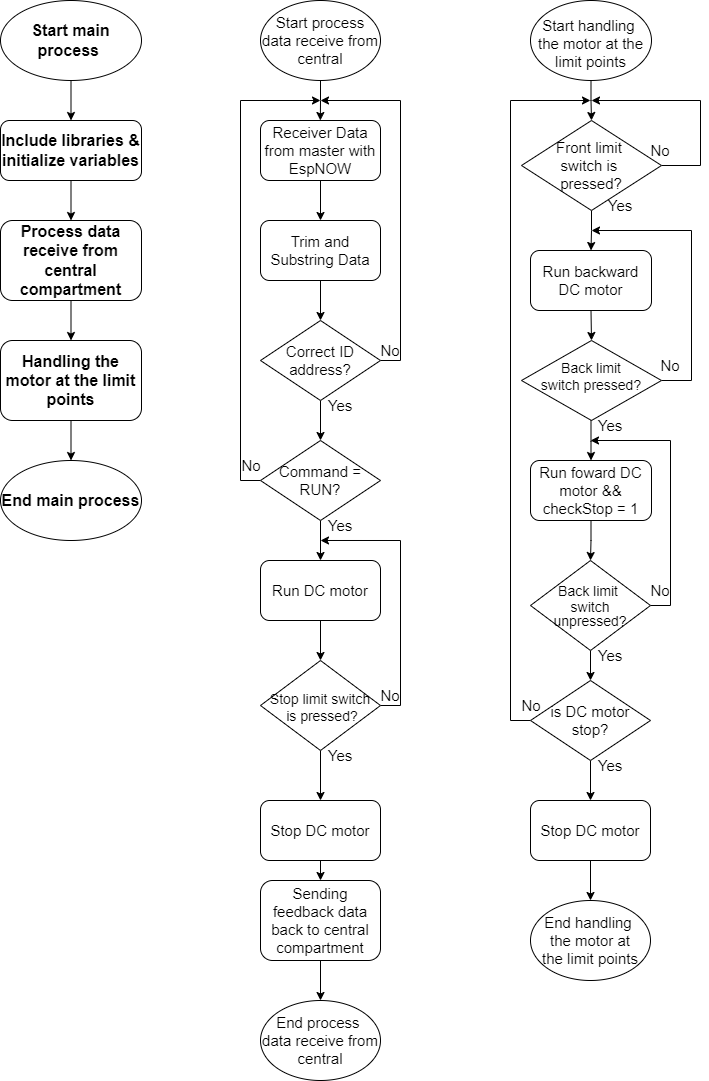 Start main
process
Include libraries &
initialize variables
Process data
receive from
central
compartment
Handling the
motor at the limit
points
End main process
Start process
data receive from
central
Receiver Data
from master with
EspNOW
Trim and
Substring Data
Correct ID
address?
No
Yes
Command =
RUN?
No
Yes
Run DC motor
Stop limit switch
is pressed?
No
Yes
Stop DC motor
Sending
feedback data
back to central
compartment
End process
data receive from
central
Start handling
the motor at the
limit points
Front limit
switch is
pressed?
No
Yes
Run backward
DC motor
Back limit
switch pressed?
No
Yes
Run foward DC
motor &&
checkStop = 1
Back limit
switch
unpressed?
No
Yes
is DC motor
stop?
No
Yes
Stop DC motor
End handling
the motor at
the limit points